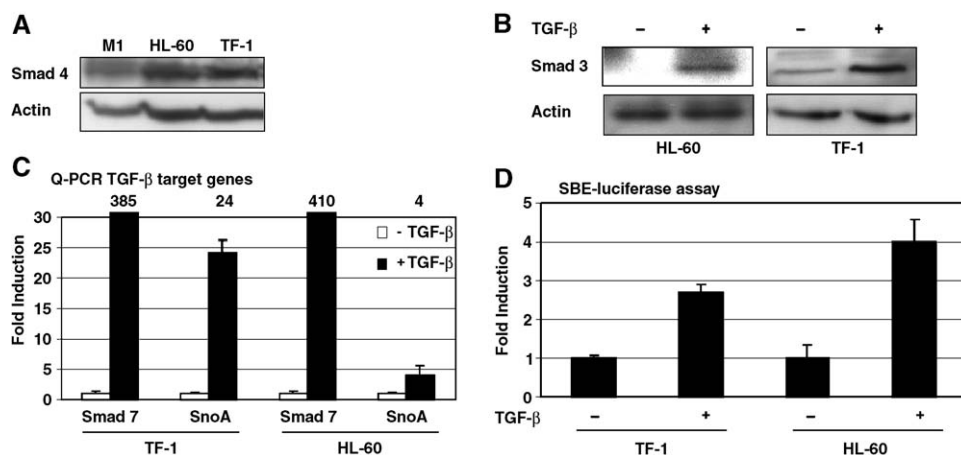 A
M1 HL-60 TF-1
Smad 4
Actin
B
TGF-β – + – +
Smad 3
Actin
HL-60 TF-1
C
Q-PCR TGF-β target genes
385 24 410 4
Fold Induction
30
25
20
15
10
5
0
- TGF-β
+ TGF-β
Smad 7 SnoA Smad 7 SnoA
TF-1 HL-60
D
SBE-luciferase assay
Fold Induction
5
4
3
2
1
0
TGF-β – + – +
TF-1 HL-60